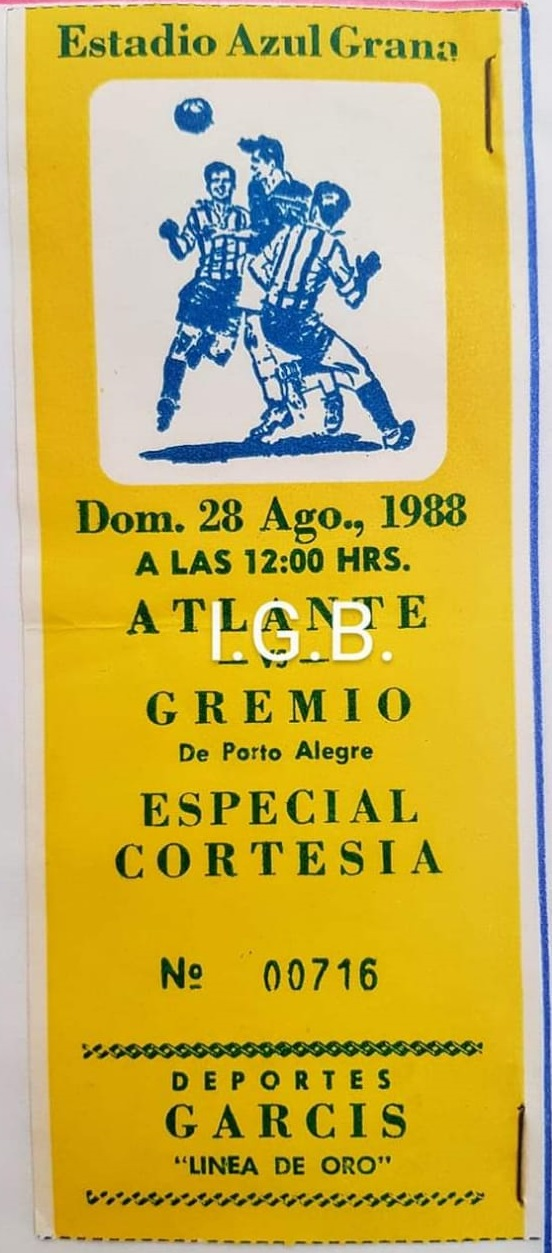 Estadio Azul Grana
Dom. 28 Ago., 1988
A LAS 12:00 HRS.
ATLANTE
I.G.B.
— VS —
GREMIO
De Porto Alegre
ESPECIAL
CORTESIA
Nº 00716
DEPORTES
GARCIS
“LINEA DE ORO”